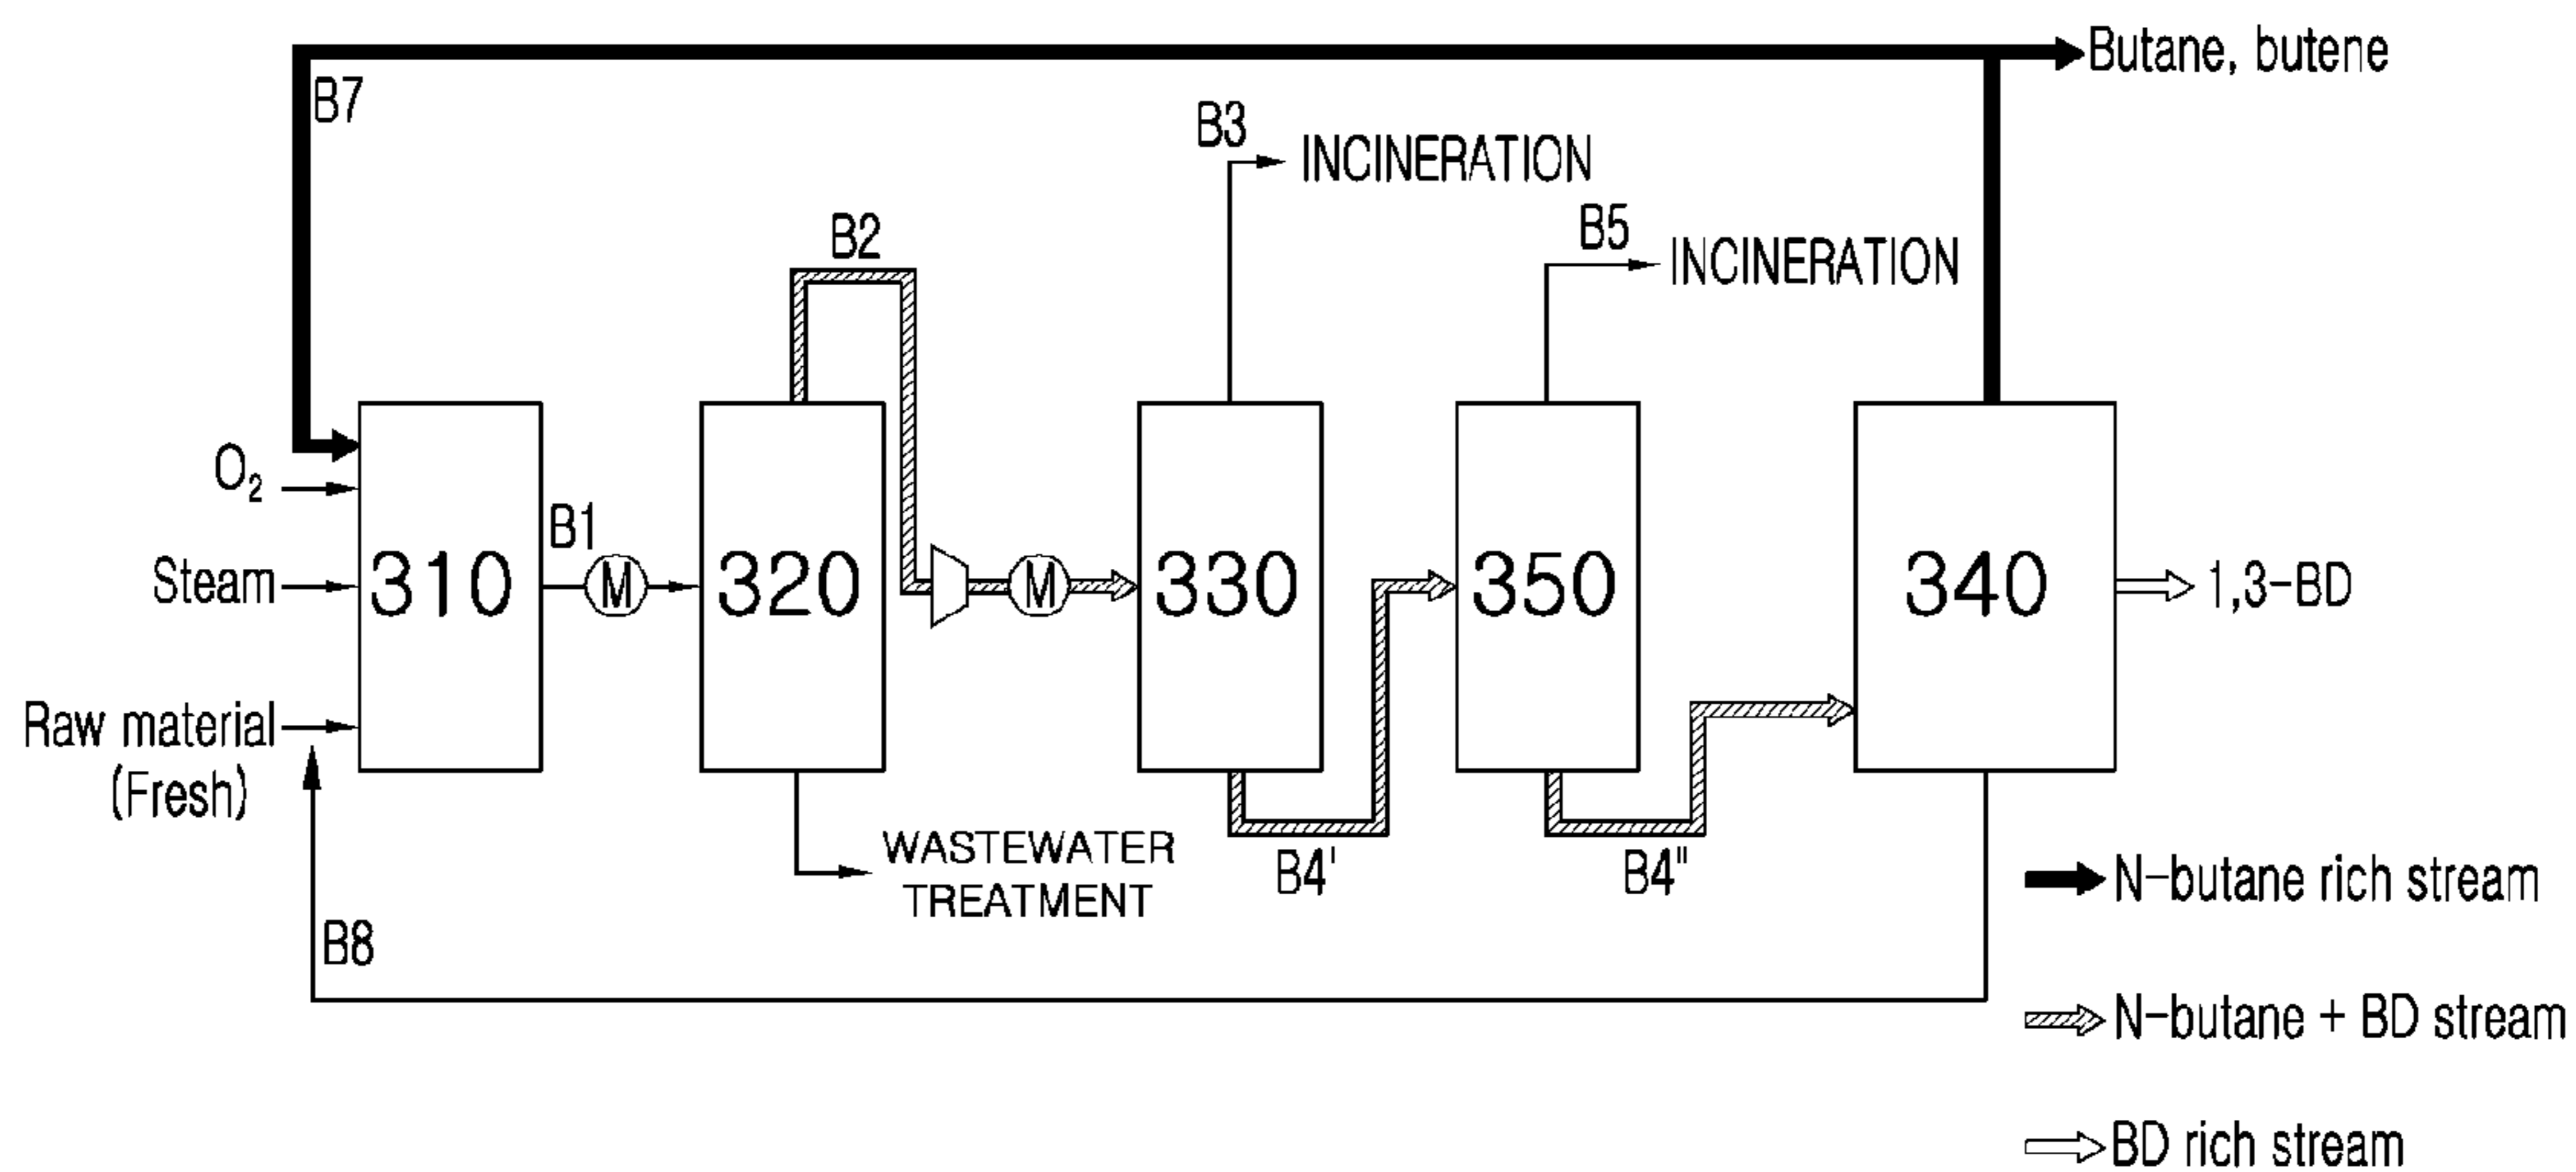 Butane, butene
B7
B3
INCINERATION
B2
B5
INCINERATION
O₂
Steam
Raw material
(Fresh)
310
B1
M
320
M
330
350
340
1,3-BD
WASTEWATER
TREATMENT
B4'
B4"
B8
N-butane rich stream
N-butane + BD stream
BD rich stream